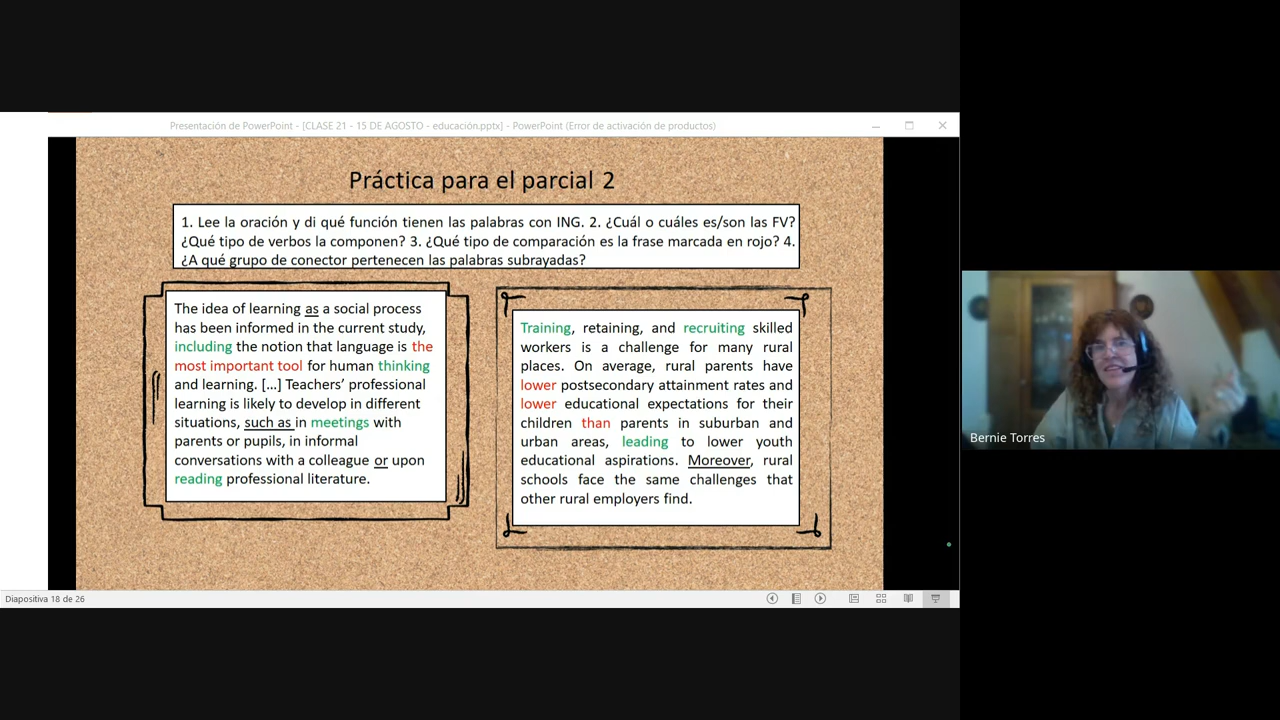 Presentación de PowerPoint - [CLASE 21 - 15 DE AGOSTO - educación.pptx] - PowerPoint (Error de activación de productos)
Práctica para el parcial 2
1. Lee la oración y di qué función tienen las palabras con ING. 2. ¿Cuál o cuáles es/son las FV?
¿Qué tipo de verbos la componen? 3. ¿Qué tipo de comparación es la frase marcada en rojo? 4.
¿A qué grupo de conector pertenecen las palabras subrayadas?
The idea of learning as a social process
has been informed in the current study,
including the notion that language is the
most important tool for human thinking
and learning. [...] Teachers’ professional
learning is likely to develop in different
situations, such as in meetings with
parents or pupils, in informal
conversations with a colleague or upon
reading professional literature.
Training, retaining, and recruiting skilled
workers is a challenge for many rural
places. On average, rural parents have
lower postsecondary attainment rates and
lower educational expectations for their
children than parents in suburban and
urban areas, leading to lower youth
educational aspirations. Moreover, rural
schools face the same challenges that
other rural employers find.
Bernie Torres
Diapositiva 18 de 26